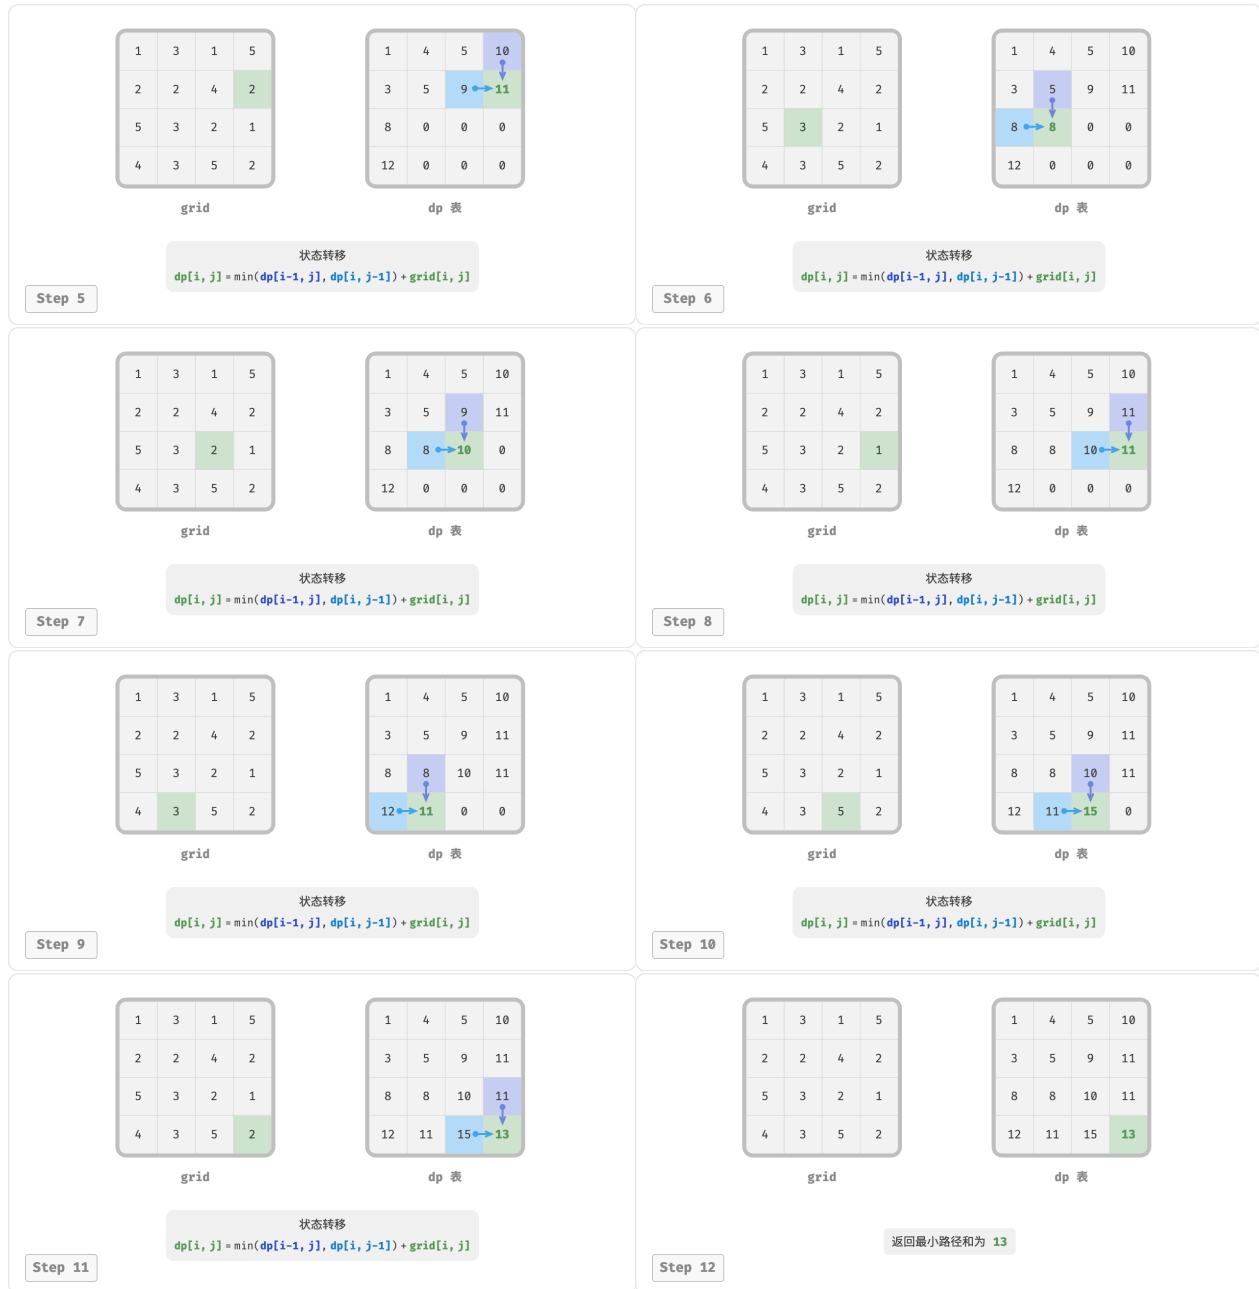 1 3 1 5
2 2 4 2
5 3 2 1
4 3 5 2
grid
1 4 5 10
3 5 9 11
8 0 0 0
12 0 0 0
dp 表
状态转移
dp[i, j] = min(dp[i-1, j], dp[i, j-1]) + grid[i, j]
Step 5
1 3 1 5
2 2 4 2
5 3 2 1
4 3 5 2
grid
1 4 5 10
3 5 9 11
8 8 0 0
12 0 0 0
dp 表
状态转移
dp[i, j] = min(dp[i-1, j], dp[i, j-1]) + grid[i, j]
Step 6
1 3 1 5
2 2 4 2
5 3 2 1
4 3 5 2
grid
1 4 5 10
3 5 9 11
8 8 10 0
12 0 0 0
dp 表
状态转移
dp[i, j] = min(dp[i-1, j], dp[i, j-1]) + grid[i, j]
Step 7
1 3 1 5
2 2 4 2
5 3 2 1
4 3 5 2
grid
1 4 5 10
3 5 9 11
8 8 10 11
12 0 0 0
dp 表
状态转移
dp[i, j] = min(dp[i-1, j], dp[i, j-1]) + grid[i, j]
Step 8
1 3 1 5
2 2 4 2
5 3 2 1
4 3 5 2
grid
1 4 5 10
3 5 9 11
8 8 10 11
12 11 0 0
dp 表
状态转移
dp[i, j] = min(dp[i-1, j], dp[i, j-1]) + grid[i, j]
Step 9
1 3 1 5
2 2 4 2
5 3 2 1
4 3 5 2
grid
1 4 5 10
3 5 9 11
8 8 10 11
12 11 15 0
dp 表
状态转移
dp[i, j] = min(dp[i-1, j], dp[i, j-1]) + grid[i, j]
Step 10
1 3 1 5
2 2 4 2
5 3 2 1
4 3 5 2
grid
1 4 5 10
3 5 9 11
8 8 10 11
12 11 15 13
dp 表
状态转移
dp[i, j] = min(dp[i-1, j], dp[i, j-1]) + grid[i, j]
Step 11
1 3 1 5
2 2 4 2
5 3 2 1
4 3 5 2
grid
1 4 5 10
3 5 9 11
8 8 10 11
12 11 15 13
dp 表
返回最小路径和为 13
Step 12